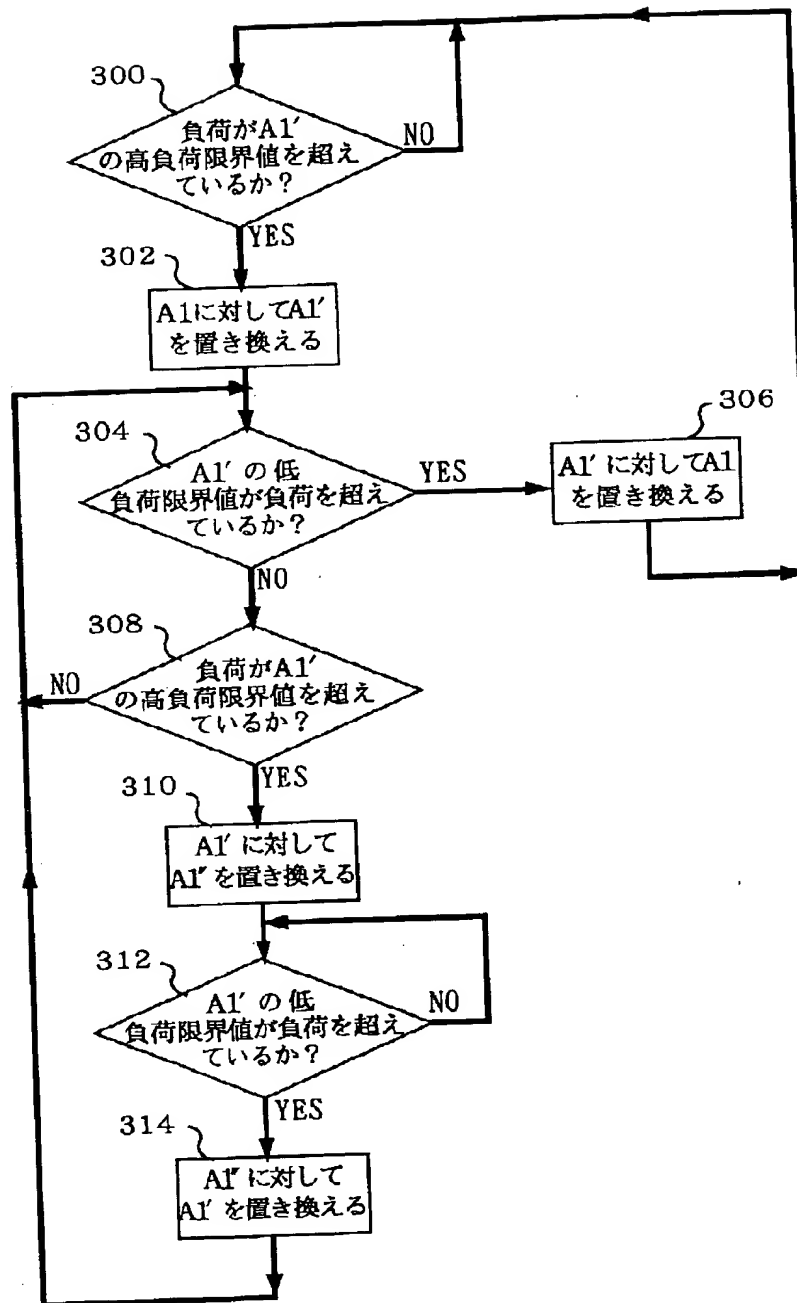 300
負荷がA1′
の高負荷限界値を超え
ているか？
NO
YES
302
A1に対してA1′
を置き換える
304
A1′の低
負荷限界値が負荷を超え
ているか？
YES
306
A1′に対してA1
を置き換える
NO
308
負荷がA1′
の高負荷限界値を超え
ているか？
NO
YES
310
A1′に対して
A1″を置き換える
312
A1′の低
負荷限界値が負荷を超え
ているか？
NO
YES
314
A1″に対して
A1′を置き換える